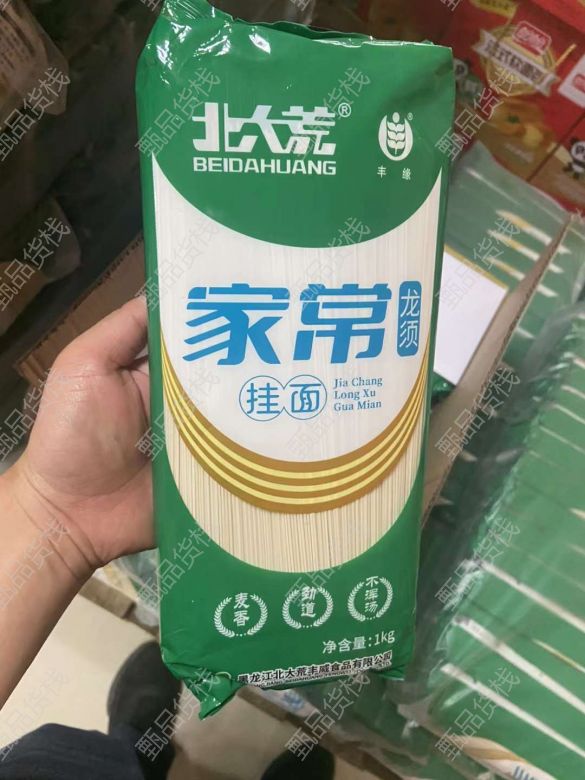 北大荒®
BEIDAHUANG
丰缘
家常
龙须
挂面
Jia Chang
Long Xu
Gua Mian
麦香
劲道
不浑汤
净含量:1kg
黑龙江北大荒丰威食品有限公司
甄品货栈